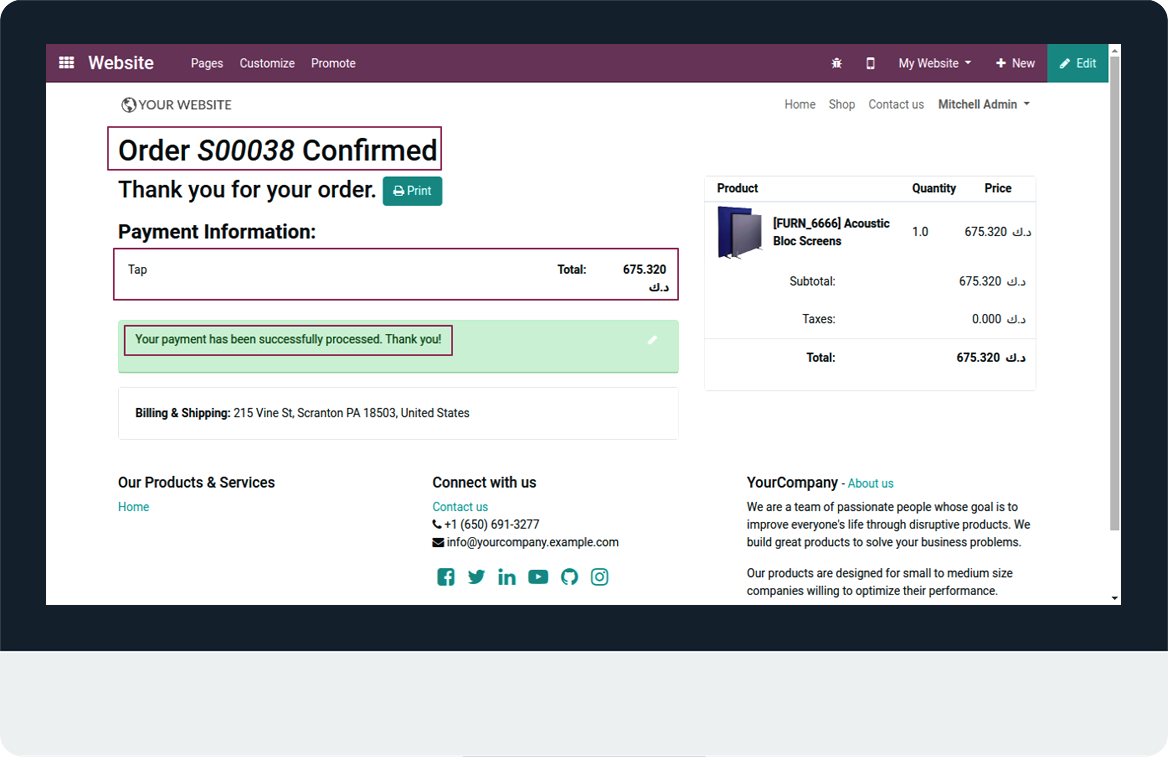 Website Pages Customize Promote My Website New Edit
YOUR WEBSITE Home Shop Contact us Mitchell Admin
Order S00038 Confirmed
Thank you for your order. Print
Payment Information:
Tap Total: 675.320
د.ك
Your payment has been successfully processed. Thank you!
Billing & Shipping: 215 Vine St, Scranton PA 18503, United States
Product Quantity Price
[FURN_6666] Acoustic
Bloc Screens 1.0 675.320 د.ك
Subtotal: 675.320 د.ك
Taxes: 0.000 د.ك
Total: 675.320 د.ك
Our Products & Services
Home
Connect with us
Contact us
+1 (650) 691-3277
info@yourcompany.example.com
YourCompany - About us
We are a team of passionate people whose goal is to
improve everyone's life through disruptive products. We
build great products to solve your business problems.
Our products are designed for small to medium size
companies willing to optimize their performance.